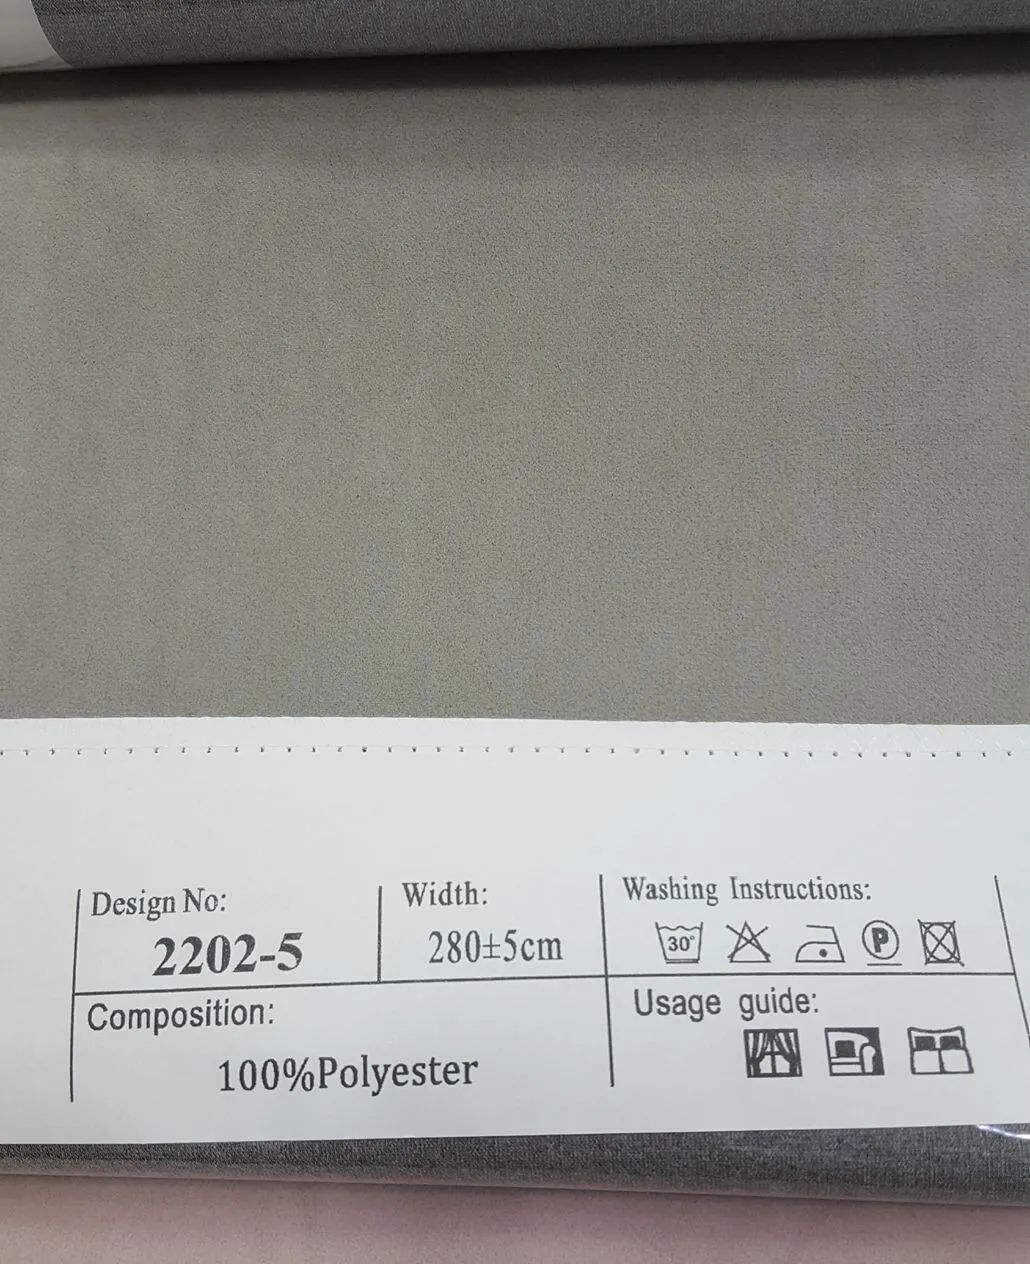 Design No:
2202-5
Width:
280±5cm
Washing Instructions:
30°
P
Composition:
100%Polyester
Usage guide: